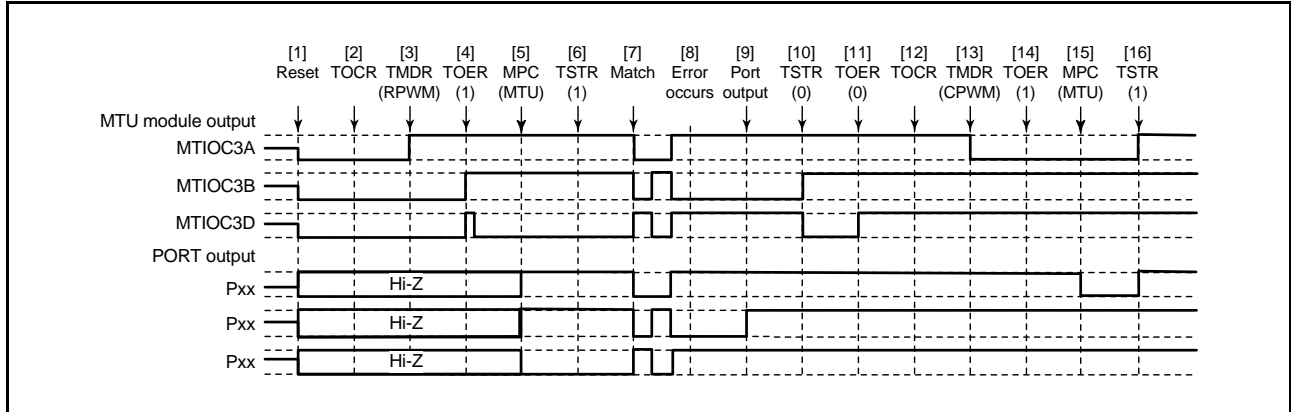 [1] [2] [3] [4] [5] [6] [7] [8] [9] [10] [11] [12] [13] [14] [15] [16]
Reset TOCR TMDR TOER MPC TSTR Match Error Port TSTR TOER TOCR TMDR TOER MPC TSTR
(RPWM) (1) (MTU) (1) occurs output (0) (0) (CPWM) (1) (MTU) (1)
MTU module output
MTIOC3A
MTIOC3B
MTIOC3D
PORT output
Pxx Hi-Z
Pxx Hi-Z
Pxx Hi-Z